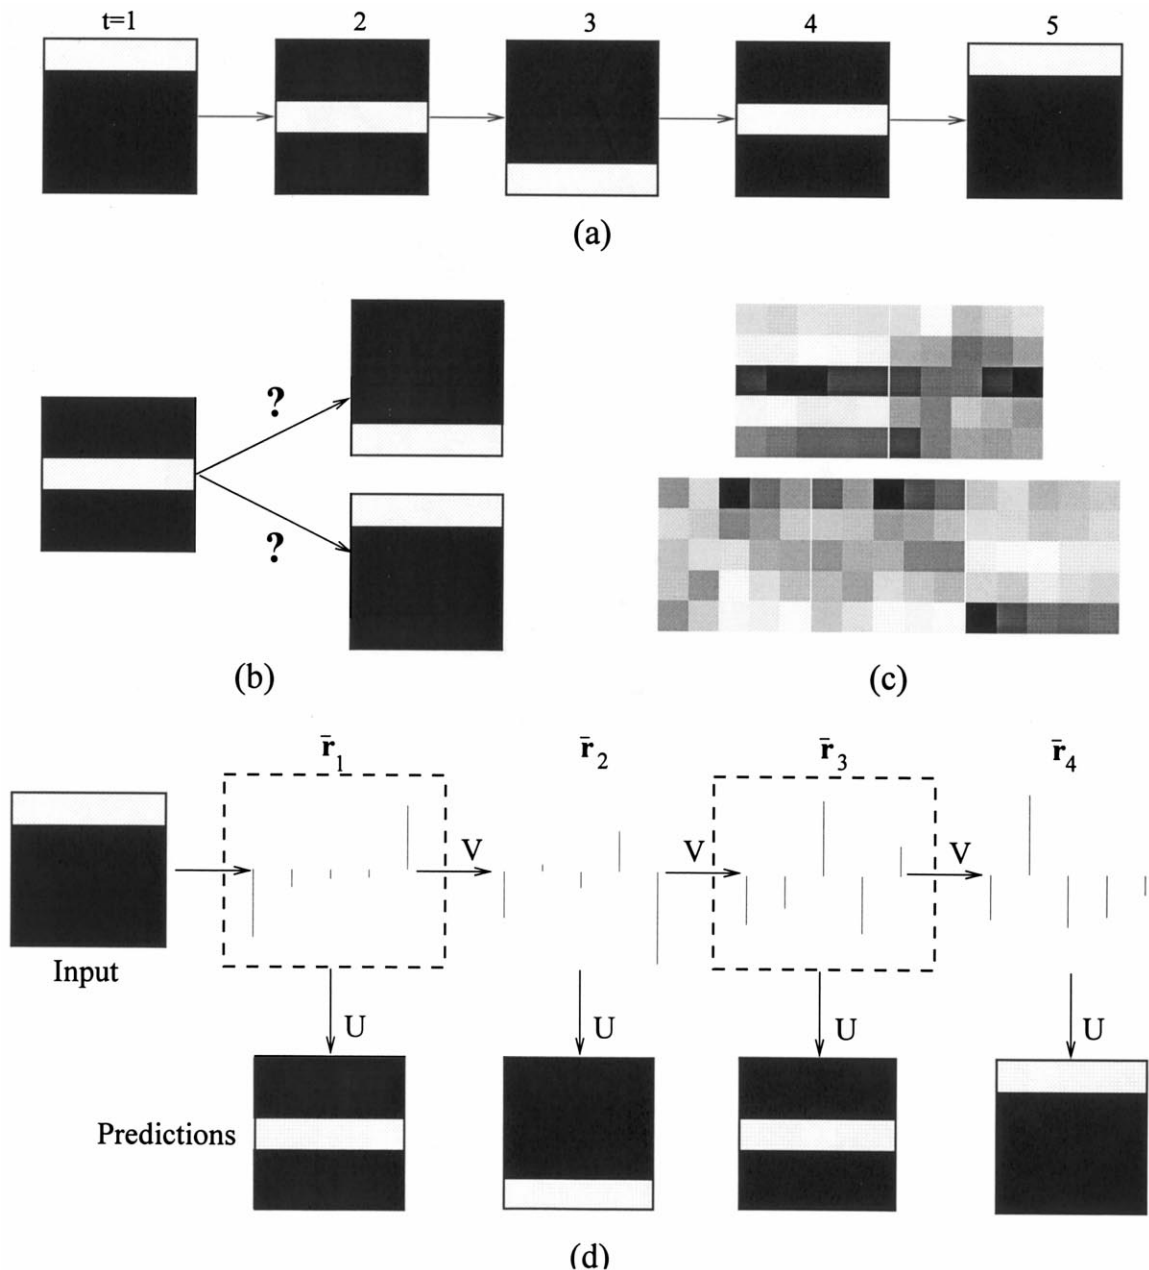 t=1 2 3 4 5
(a)
?
?
(b) (c)
r̄1 r̄2 r̄3 r̄4
V V V
Input
U U U U
Predictions
(d)